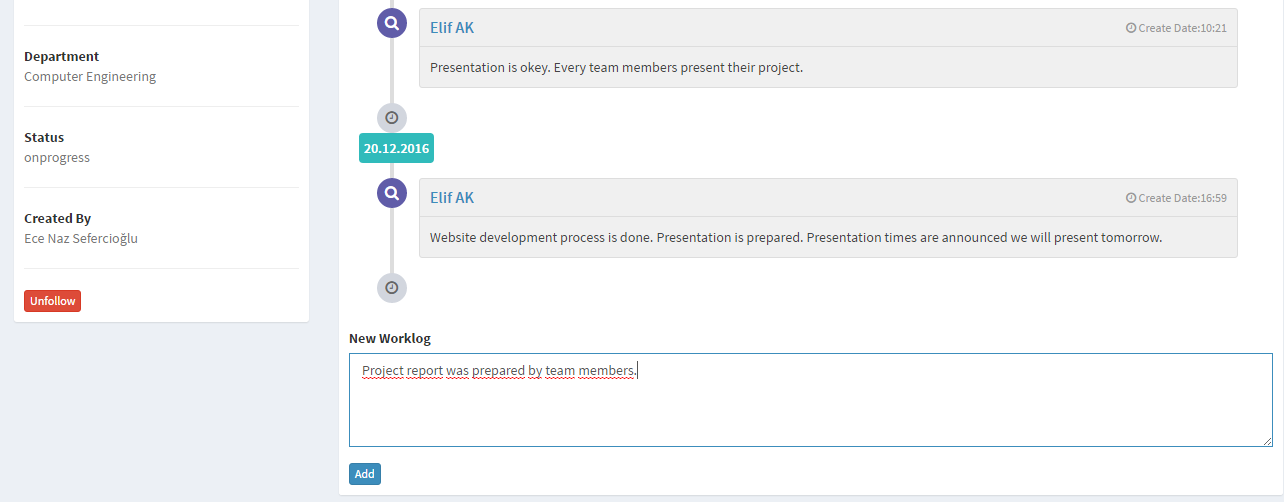 Department
Computer Engineering
Status
onprogress
Created By
Ece Naz Sefercioğlu
Unfollow
Elif AK
Create Date:10:21
Presentation is okey. Every team members present their project.
20.12.2016
Elif AK
Create Date:16:59
Website development process is done. Presentation is prepared. Presentation times are announced we will present tomorrow.
New Worklog
Project report was prepared by team members.
Add